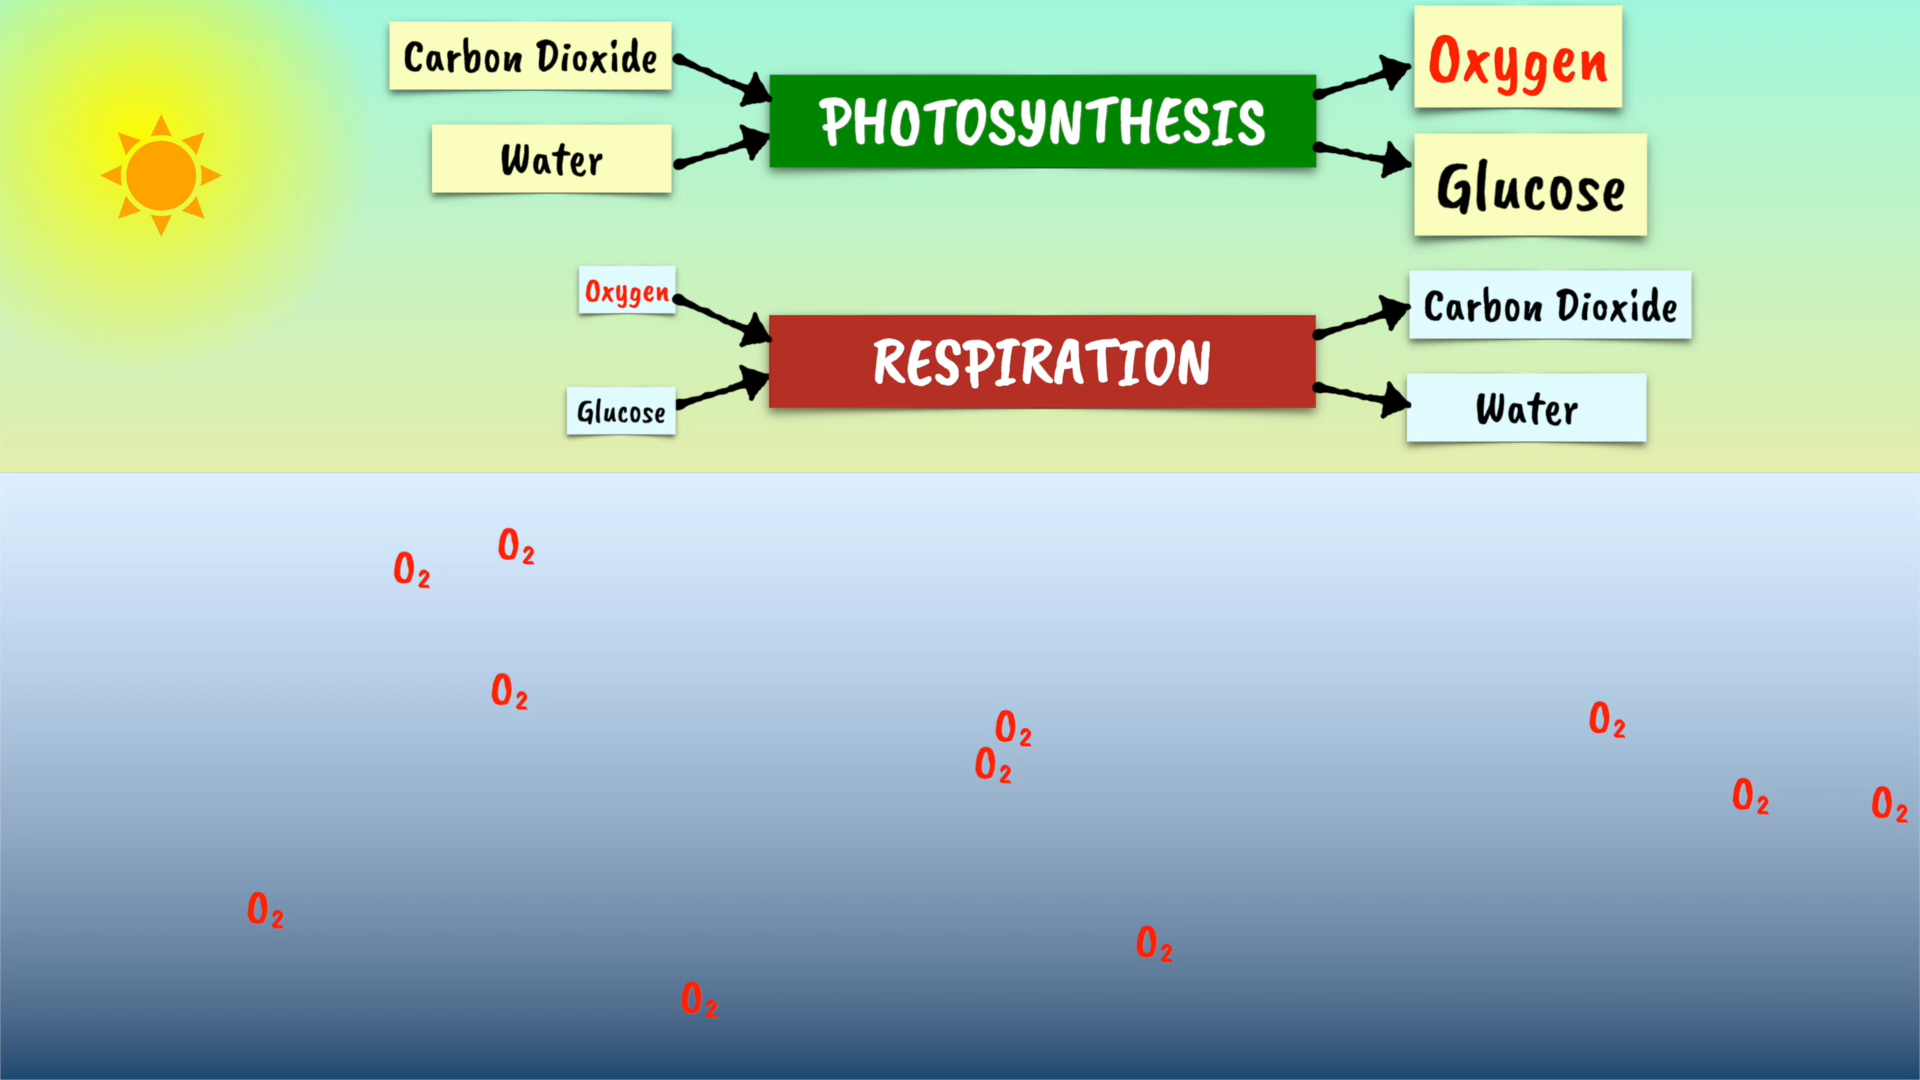 Carbon Dioxide
Water
PHOTOSYNTHESIS
Oxygen
Glucose
Oxygen
Glucose
RESPIRATION
Carbon Dioxide
Water
O₂
O₂
O₂
O₂
O₂
O₂
O₂
O₂
O₂
O₂
O₂